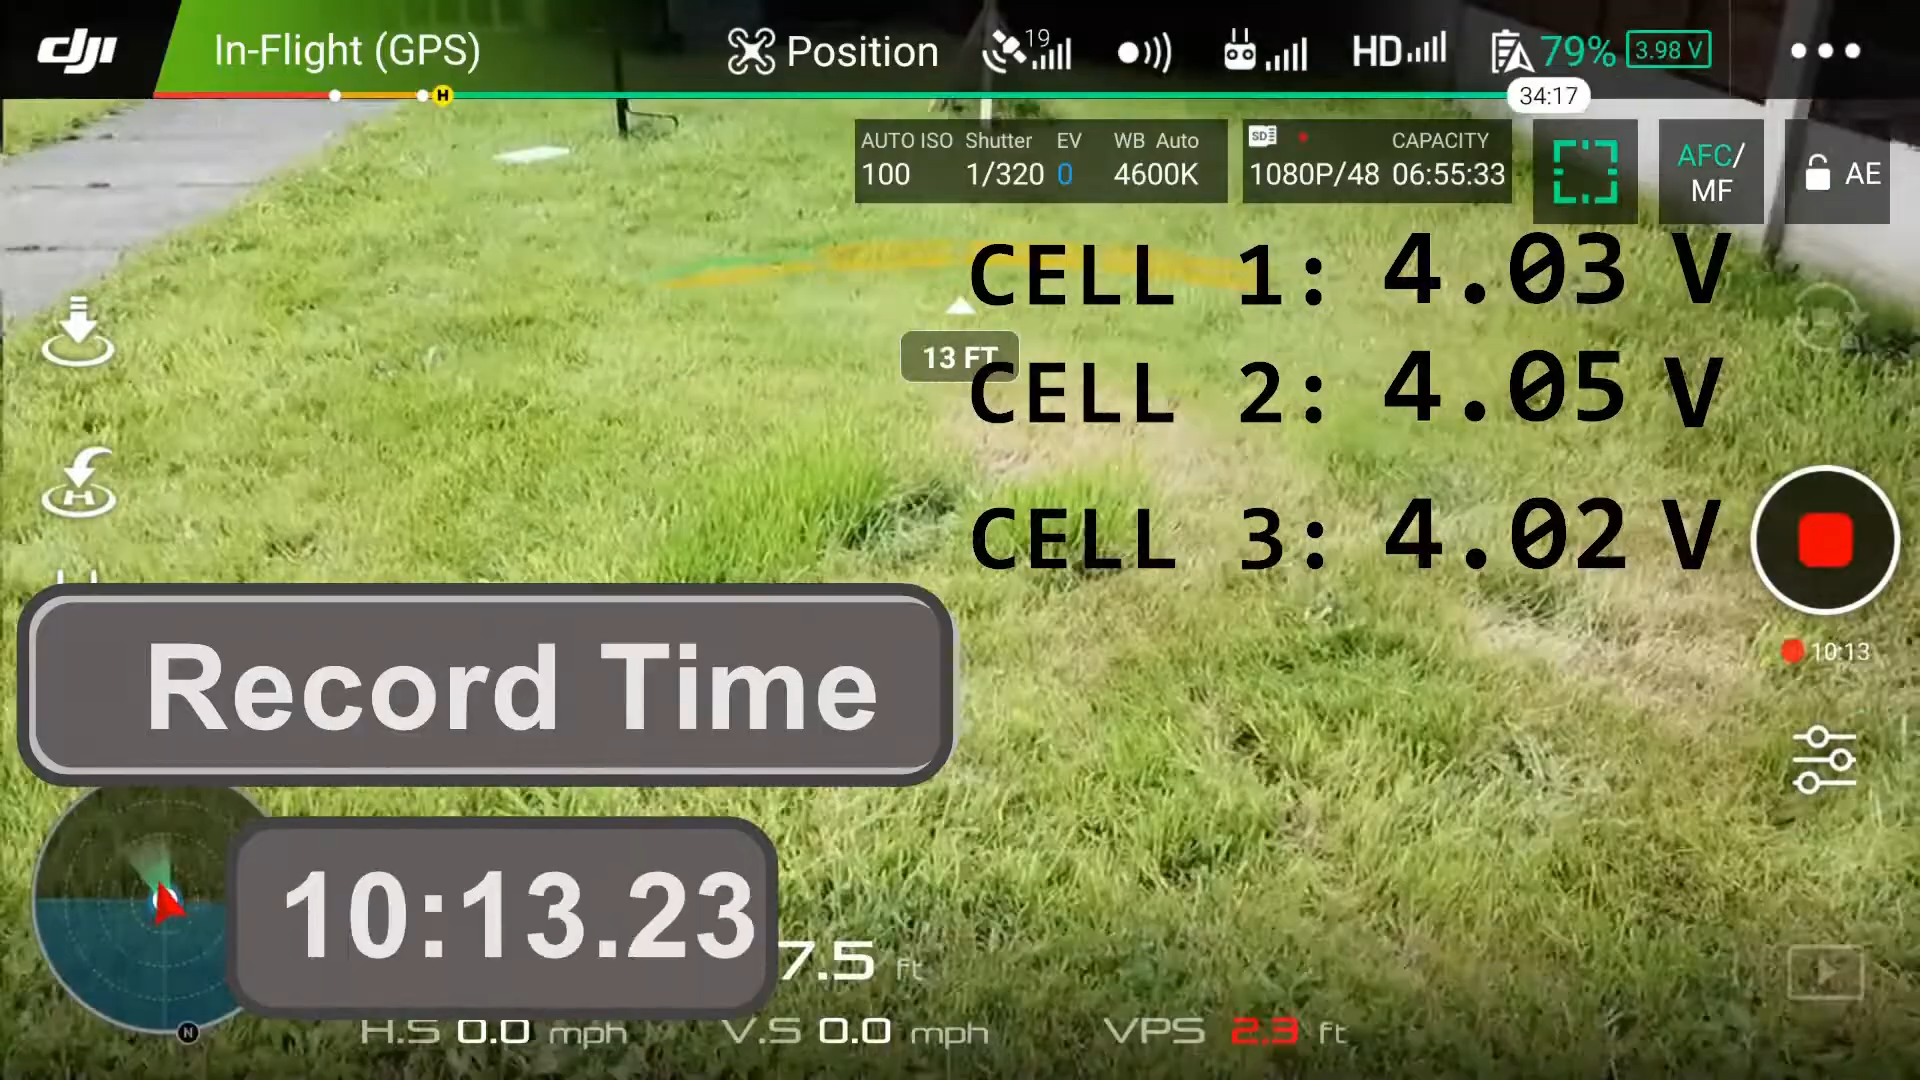 dji In-Flight (GPS) Position 19 HD 79% 3.98 V
H 34:17
AUTO ISO Shutter EV WB Auto
100 1/320 0 4600K
SD CAPACITY
1080P/48 06:55:33
AFC/
MF
AE
CELL 1: 4.03 V
13 FT
CELL 2: 4.05 V
H
CELL 3: 4.02 V
10:13
Record Time
10:13.23
7.5 ft
N
H.S 0.0 mph V.S 0.0 mph VPS 2.3 ft